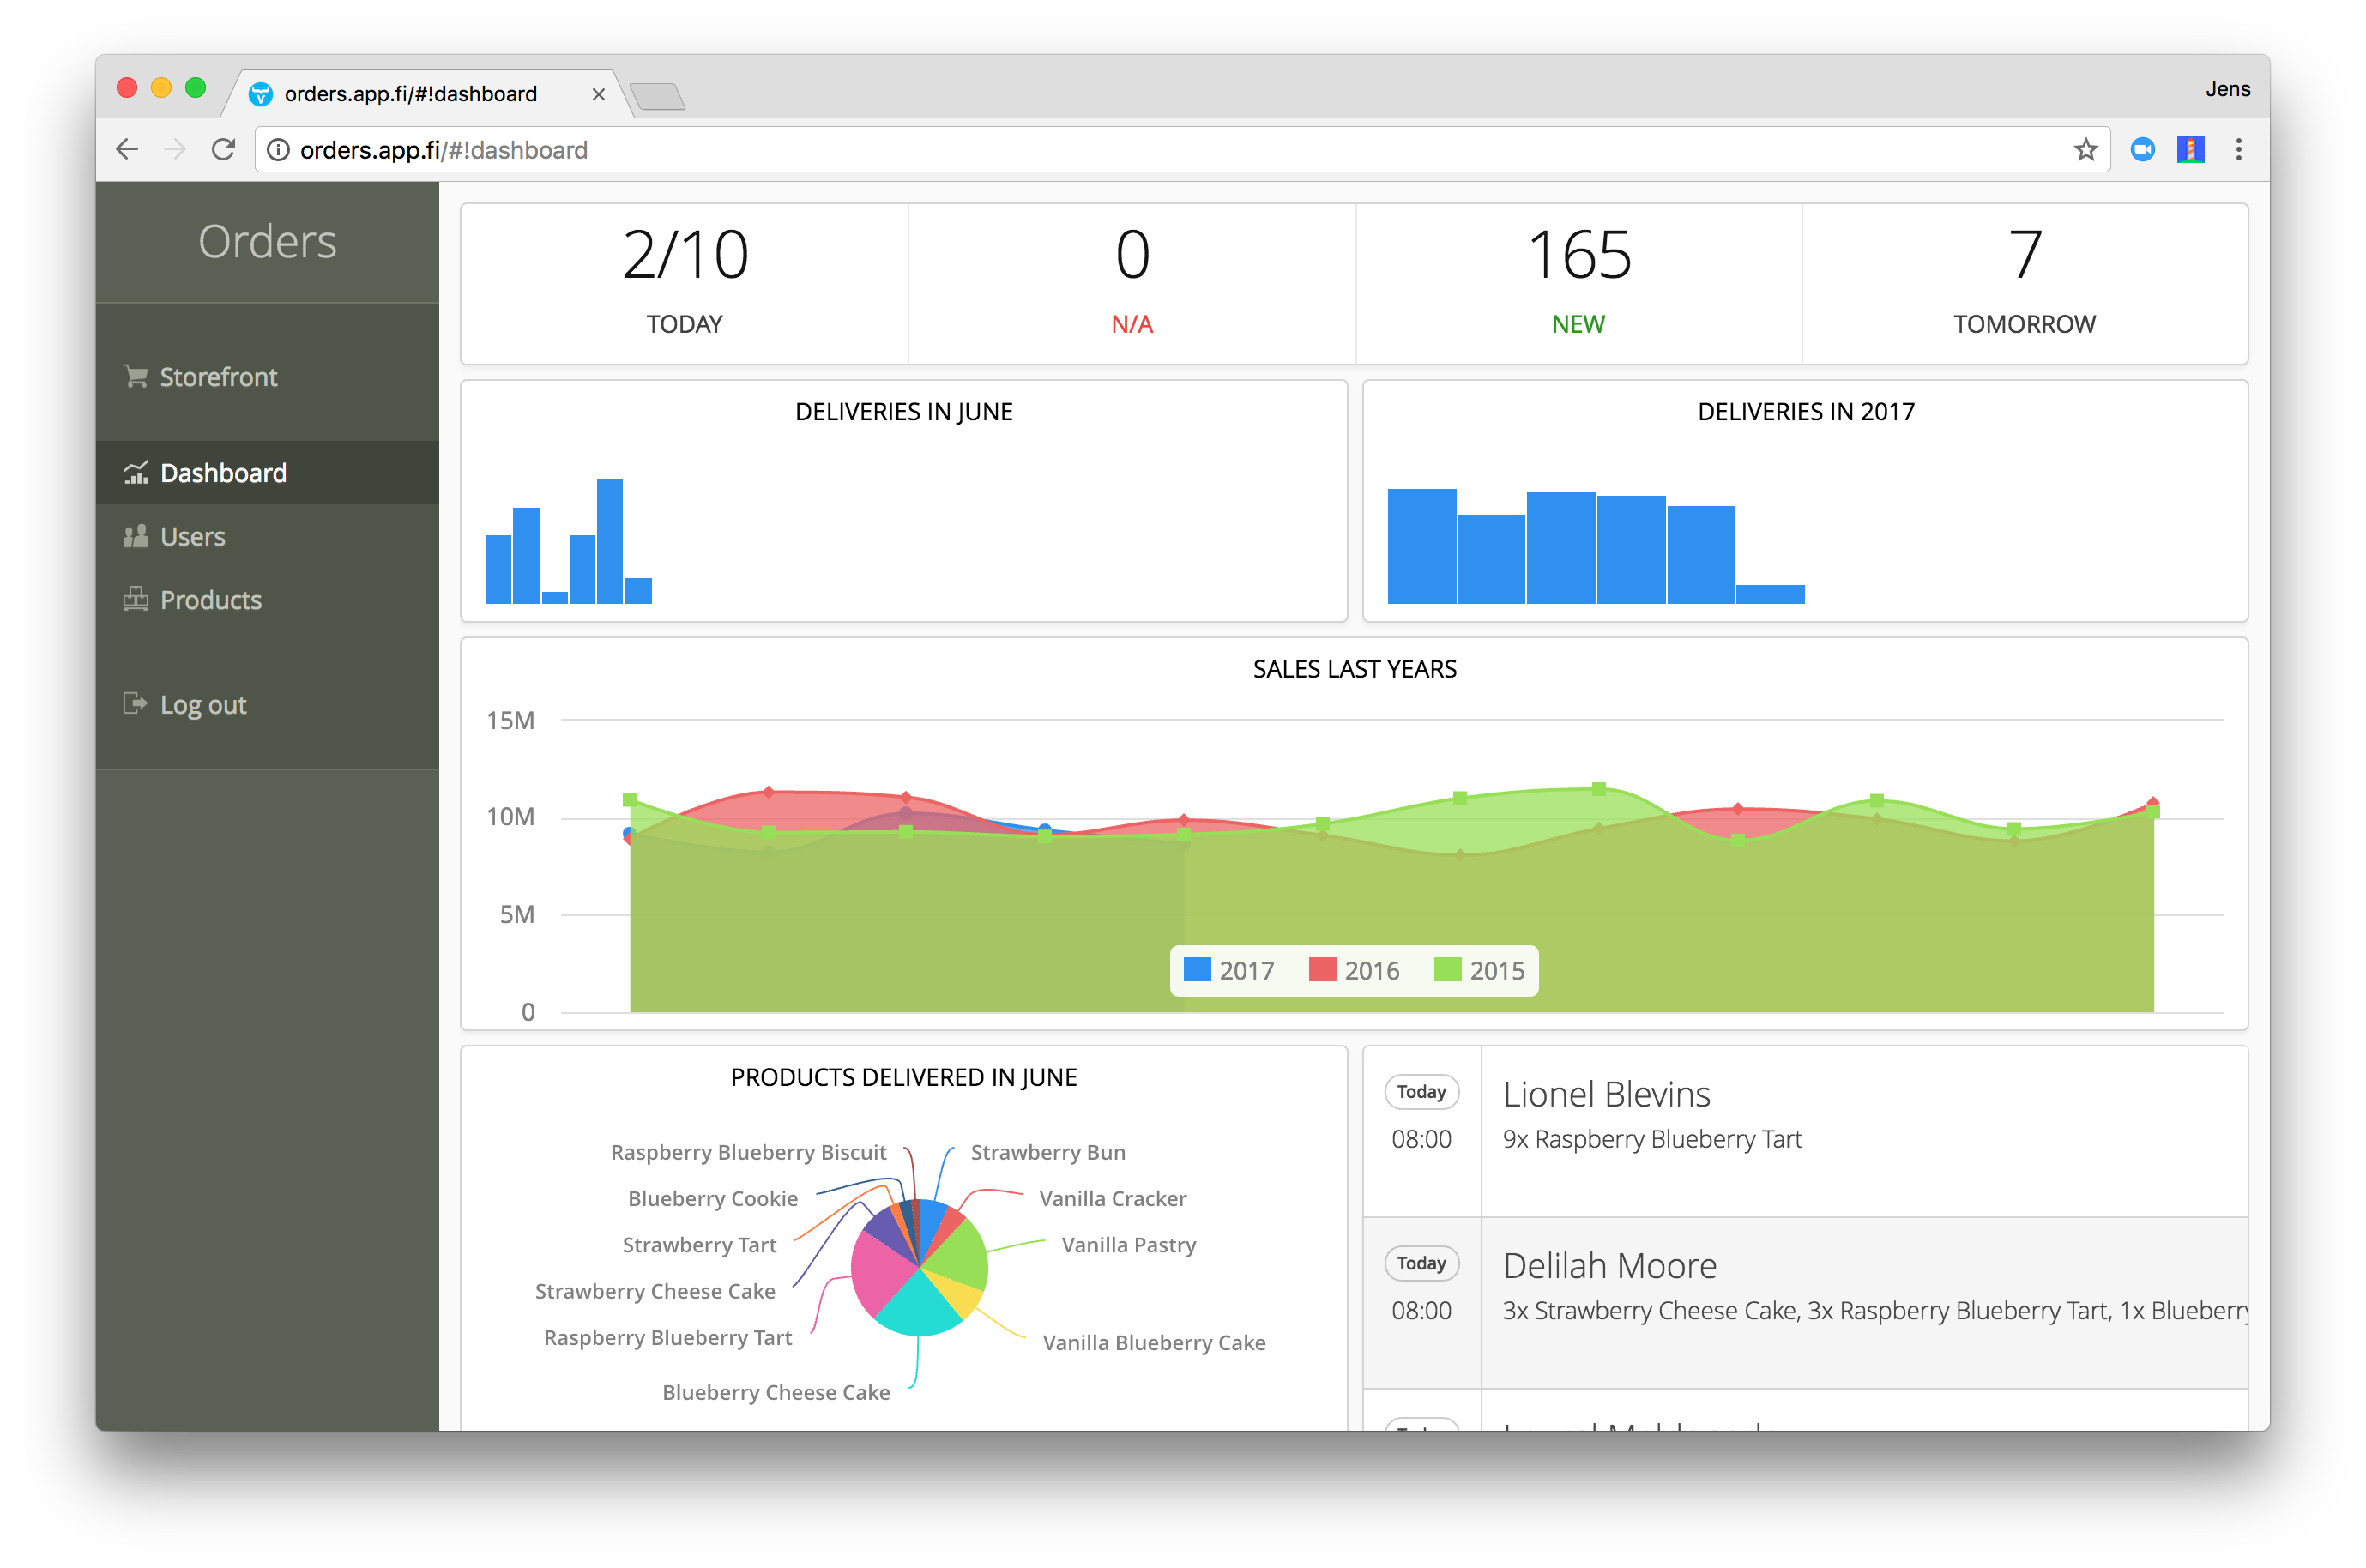 orders.app.fi/#!dashboard
Jens
orders.app.fi/#!dashboard
Orders
Storefront
Dashboard
Users
Products
Log out
2/10
TODAY
0
N/A
165
NEW
7
TOMORROW
DELIVERIES IN JUNE
DELIVERIES IN 2017
SALES LAST YEARS
15M
10M
5M
0
2017 2016 2015
PRODUCTS DELIVERED IN JUNE
Raspberry Blueberry Biscuit
Strawberry Bun
Blueberry Cookie
Vanilla Cracker
Strawberry Tart
Vanilla Pastry
Strawberry Cheese Cake
Raspberry Blueberry Tart
Vanilla Blueberry Cake
Blueberry Cheese Cake
Today
Lionel Blevins
08:00
9x Raspberry Blueberry Tart
Today
Delilah Moore
08:00
3x Strawberry Cheese Cake, 3x Raspberry Blueberry Tart, 1x Blueberry